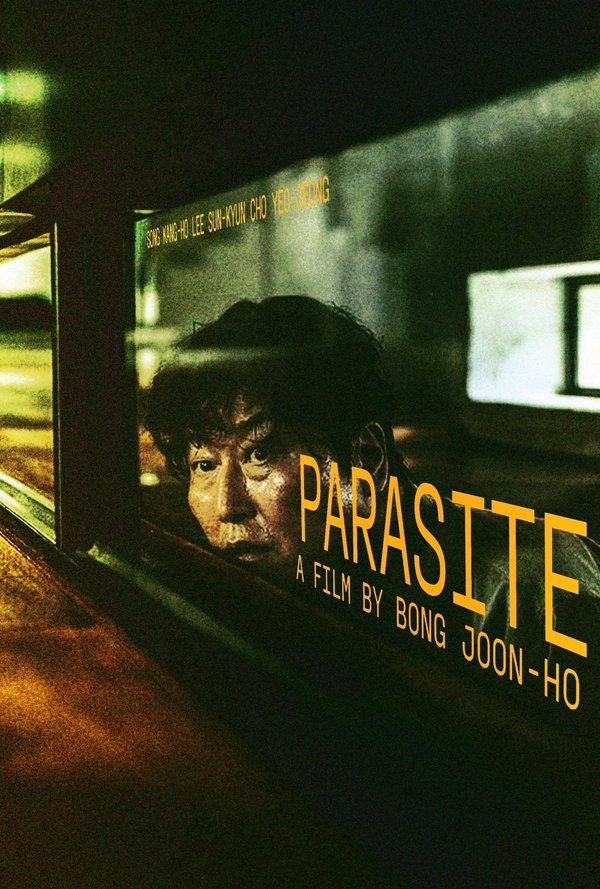 SONG KANG-HO LEE SUN-KYUN CHO YEO-JEONG
PARASITE
A FILM BY BONG JOON-HO